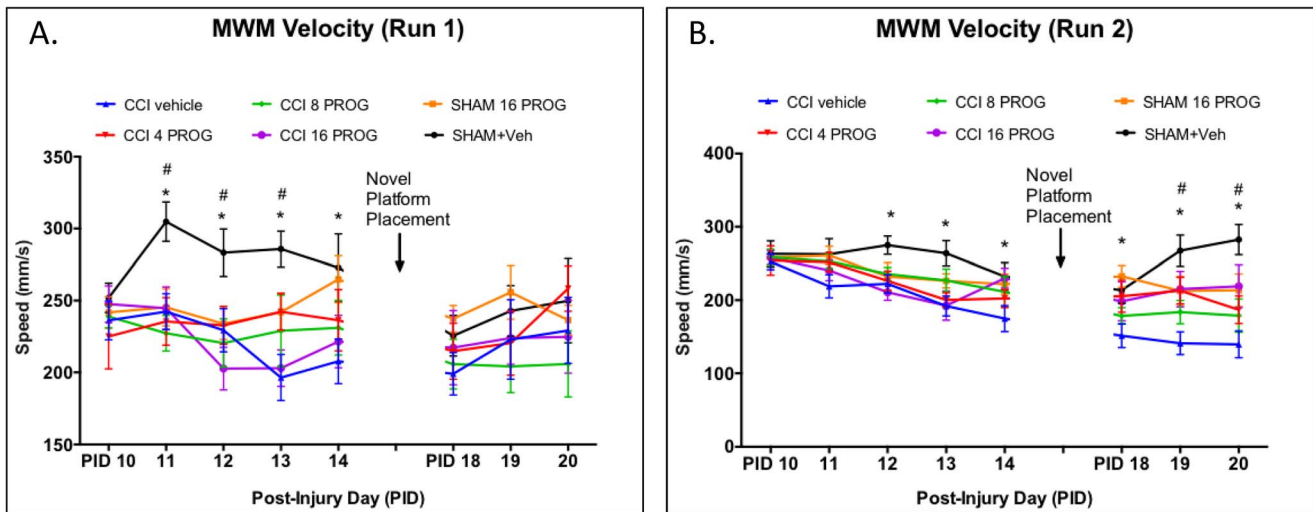 A.
MWM Velocity (Run 1)
CCI vehicle CCI 8 PROG SHAM 16 PROG
CCI 4 PROG CCI 16 PROG SHAM+Veh
Speed (mm/s)
350
300
250
200
150
# # #
* * * *
Novel
Platform
Placement
PID 10 11 12 13 14 PID 18 19 20
Post-Injury Day (PID)
B.
MWM Velocity (Run 2)
CCI vehicle CCI 8 PROG SHAM 16 PROG
CCI 4 PROG CCI 16 PROG SHAM+Veh
Speed (mm/s)
400
300
200
100
0
Novel
Platform
Placement
# #
* * * * * *
PID 10 11 12 13 14 PID 18 19 20
Post-Injury Day (PID)